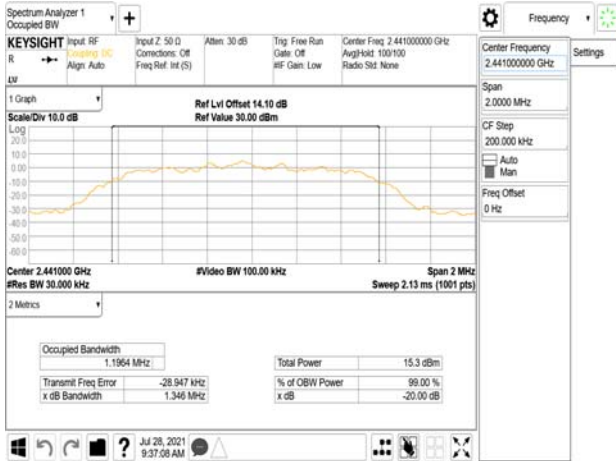 Spectrum Analyzer 1
Occupied BW
Frequency
KEYSIGHT
Input: RF
Coupling: DC
Align: Auto
Input Z: 50 Ω
Corrections: Off
Freq Ref: Int (S)
Atten: 30 dB
Trig: Free Run
Gate: Off
#IF Gain: Low
Center Freq: 2.441000000 GHz
Avg|Hold: 100/100
Radio Std: None
R
Center Frequency
2.441000000 GHz
Settings
Span
2.0000 MHz
CF Step
200.000 kHz
Auto
Man
Freq Offset
0 Hz
1 Graph
Scale/Div 10.0 dB
Ref Lvl Offset 14.10 dB
Ref Value 30.00 dBm
Log
20.0
10.0
0.00
-10.0
-20.0
-30.0
-40.0
-50.0
-60.0
Center 2.441000 GHz
#Res BW 30.000 kHz
#Video BW 100.00 kHz
Span 2 MHz
Sweep 2.13 ms (1001 pts)
2 Metrics
Occupied Bandwidth
1.1964 MHz
Transmit Freq Error -28.947 kHz
x dB Bandwidth 1.346 MHz
Total Power 15.3 dBm
% of OBW Power 99.00 %
x dB -20.00 dB
?
Jul 28, 2021
9:37:08 AM